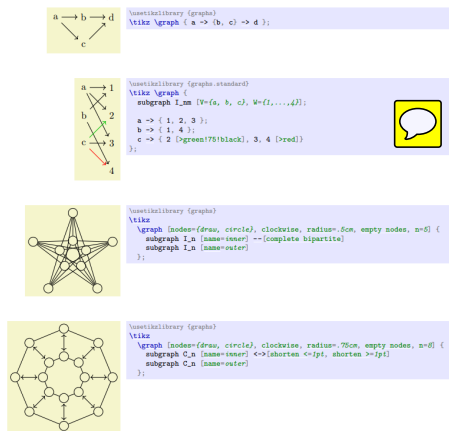 a b d
c
\usetikzlibrary {graphs}
\tikz \graph { a -> {b, c} -> d };
a 1
b 2
c 3
4
\usetikzlibrary {graphs.standard}
\tikz \graph {
subgraph I_nm [V={a, b, c}, W={1,...,4}];
a -> { 1, 2, 3 };
b -> { 1, 4 };
c -> { 2 [>green!75!black], 3, 4 [>red]}
};
\usetikzlibrary {graphs}
\tikz
\graph [nodes={draw, circle}, clockwise, radius=.5cm, empty nodes, n=5] {
subgraph I_n [name=inner] --[complete bipartite]
subgraph I_n [name=outer]
};
\usetikzlibrary {graphs}
\tikz
\graph [nodes={draw, circle}, clockwise, radius=.75cm, empty nodes, n=8] {
subgraph C_n [name=inner] <->[shorten <=1pt, shorten >=1pt]
subgraph C_n [name=outer]
};